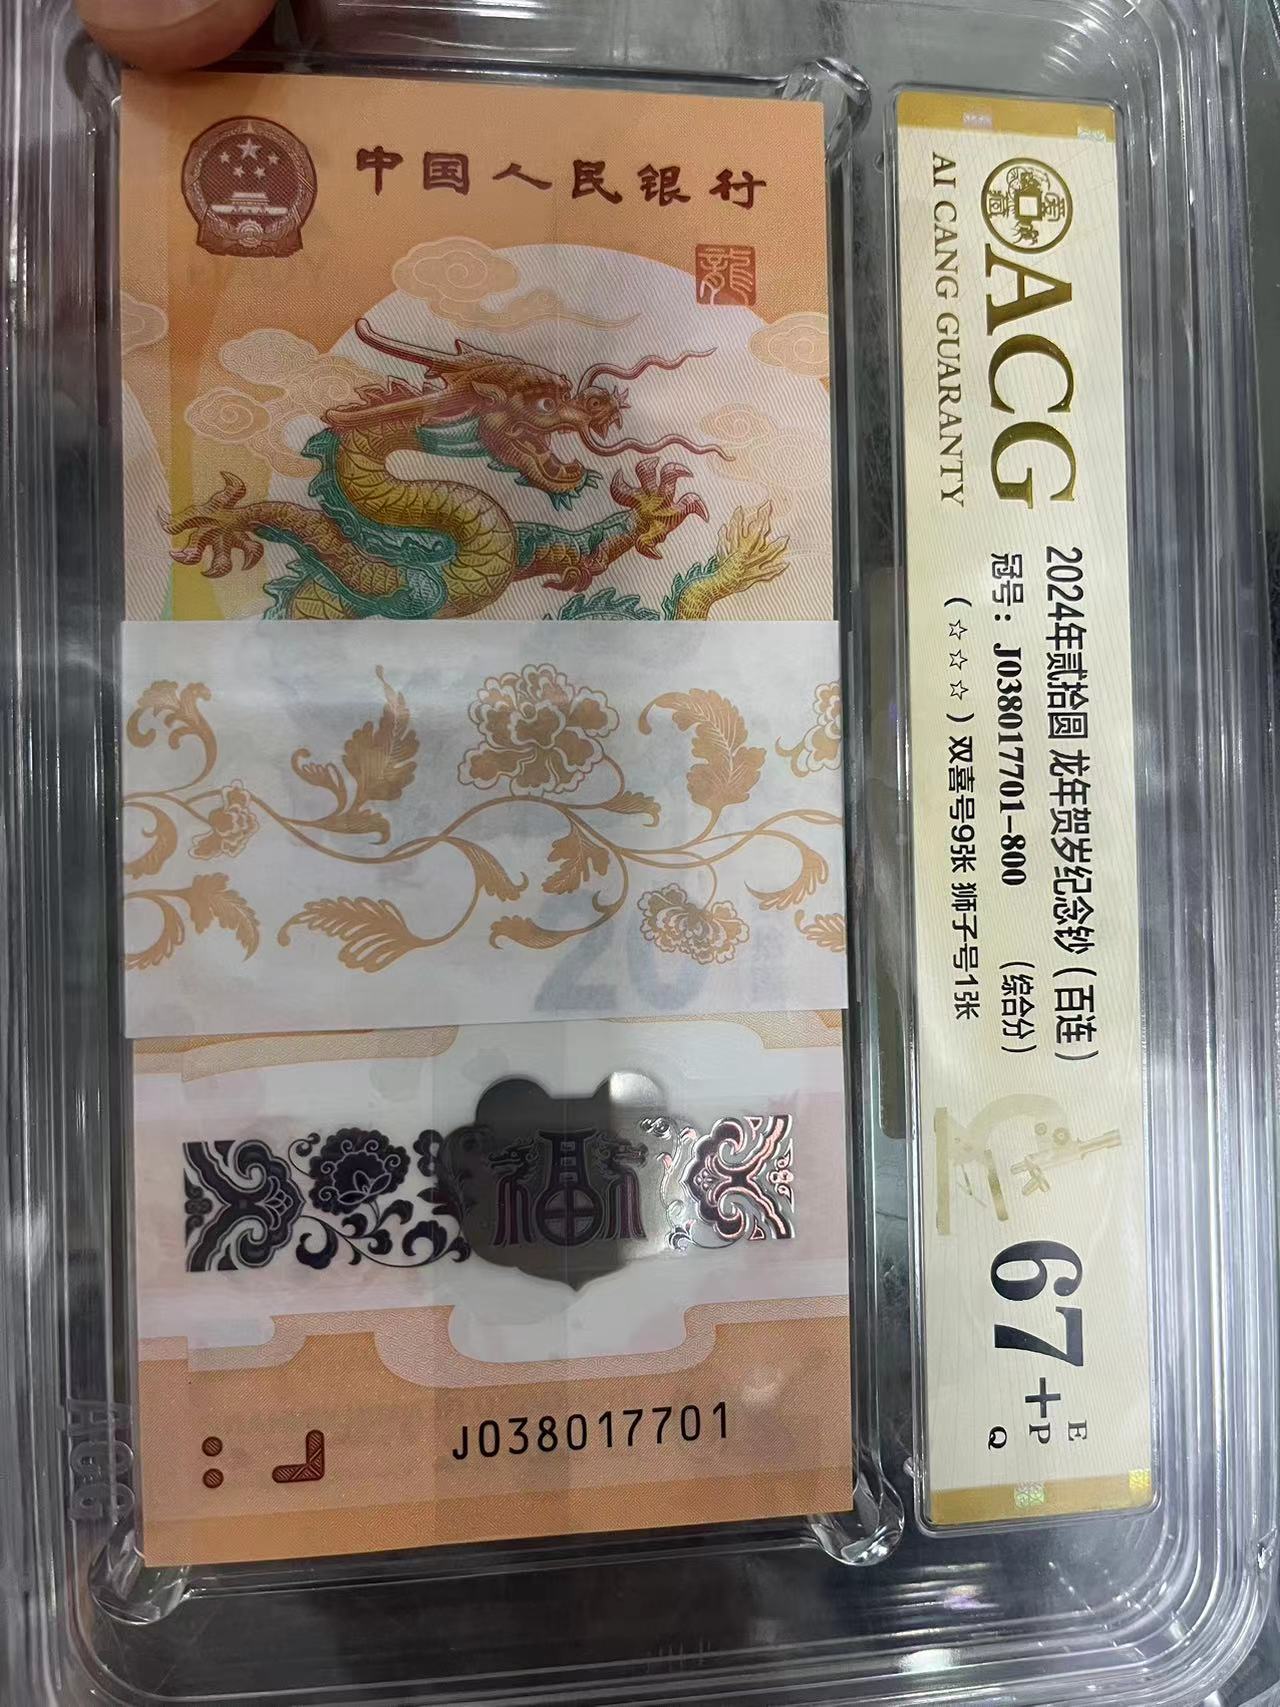 中国人民银行
龍
福
J038017701
ACG
AI CANG GUARANTY
2024年贰拾圆 龙年贺岁纪念钞（百连）
冠号：J038017701-800 （综合分）
（☆☆☆）双喜号9张 狮子号1张
67+
E
P
Q
ACG